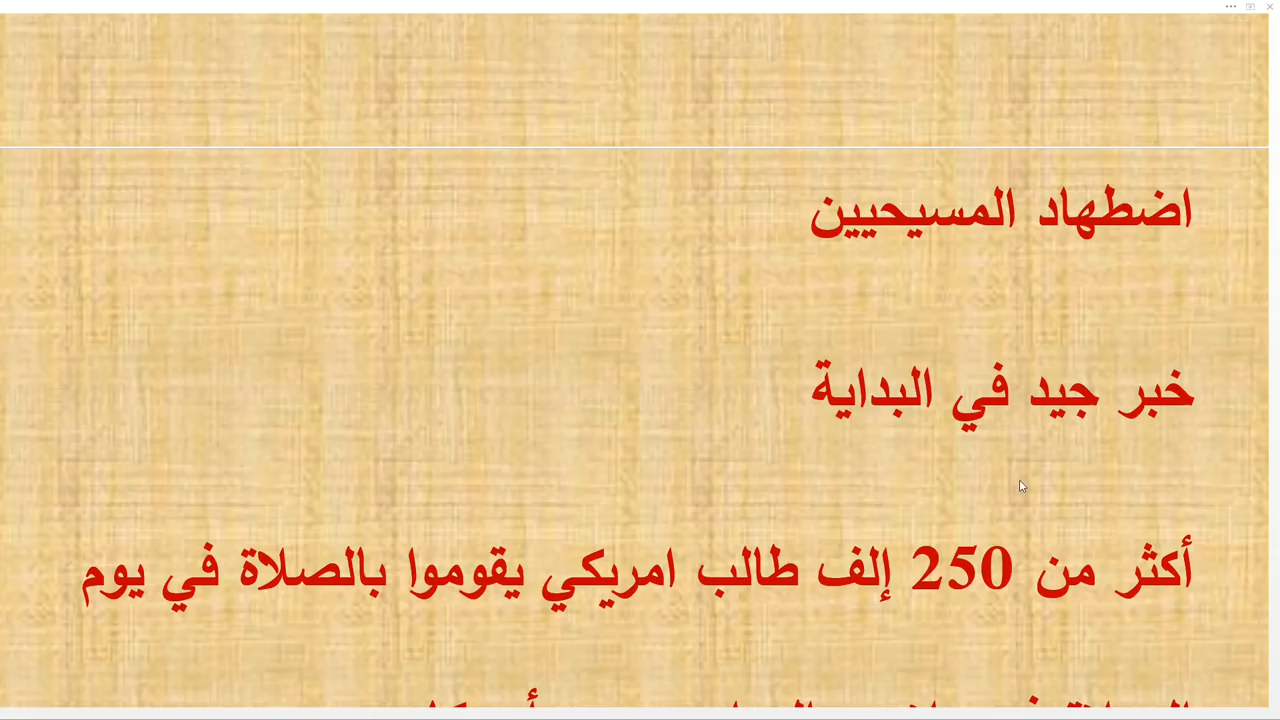 اضطهاد المسيحيين
خبر جيد في البداية
أكثر من 250 إلف طالب امريكي يقوموا بالصلاة في يوم